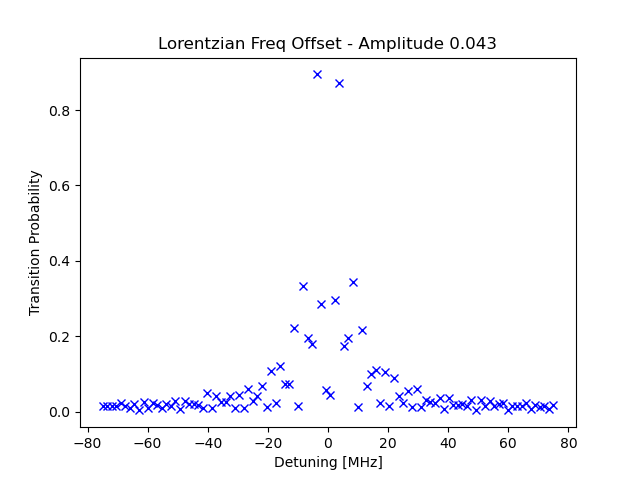 Lorentzian Freq Offset - Amplitude 0.043
Transition Probability
0.8
0.6
0.4
0.2
0.0
−80 −60 −40 −20 0 20 40 60 80
Detuning [MHz]